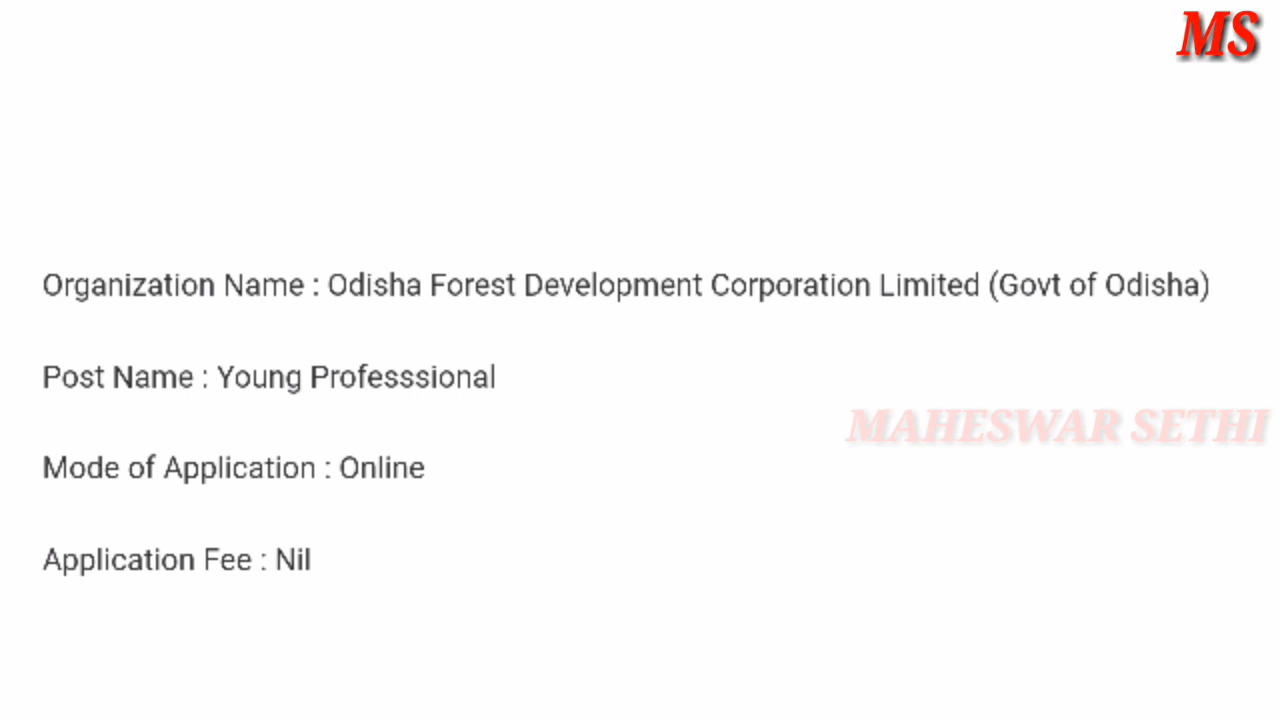 MS
Organization Name : Odisha Forest Development Corporation Limited (Govt of Odisha)
Post Name : Young Professsional
MAHESWAR SETHI
Mode of Application : Online
Application Fee : Nil